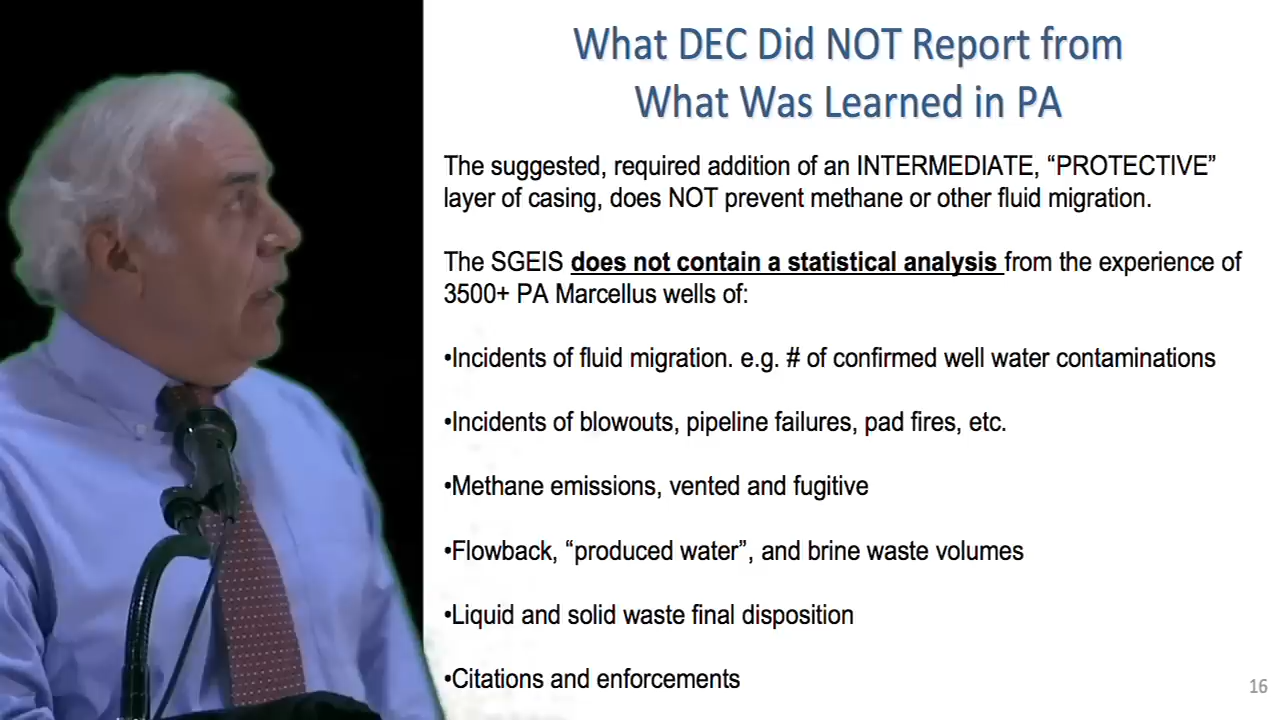 What DEC Did NOT Report from
What Was Learned in PA
The suggested, required addition of an INTERMEDIATE, “PROTECTIVE”
layer of casing, does NOT prevent methane or other fluid migration.
The SGEIS does not contain a statistical analysis from the experience of
3500+ PA Marcellus wells of:
•Incidents of fluid migration. e.g. # of confirmed well water contaminations
•Incidents of blowouts, pipeline failures, pad fires, etc.
•Methane emissions, vented and fugitive
•Flowback, “produced water”, and brine waste volumes
•Liquid and solid waste final disposition
•Citations and enforcements
16